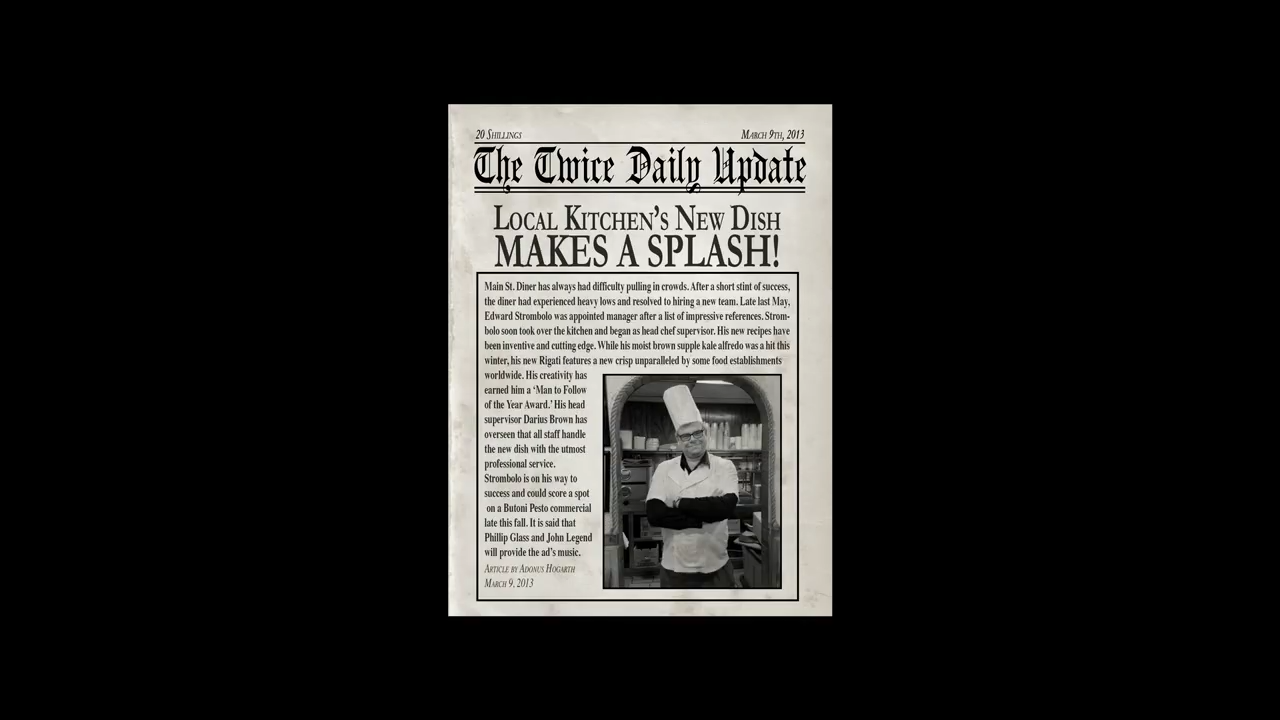 20 Shillings March 9th, 2013
The Twice Daily Update
Local Kitchen's New Dish
MAKES A SPLASH!
Main St. Diner has always had difficulty pulling in crowds. After a short stint of success,
the diner had experienced heavy lows and resolved to hiring a new team. Late last May,
Edward Strombolo was appointed manager after a list of impressive references. Strom-
bolo soon took over the kitchen and began as head chef supervisor. His new recipes have
been inventive and cutting edge. While his moist brown supple kale alfredo was a hit this
winter, his new Rigati features a new crisp unparalleled by some food establishments
worldwide. His creativity has
earned him a 'Man to Follow
of the Year Award.' His head
supervisor Darius Brown has
overseen that all staff handle
the new dish with the utmost
professional service.
Strombolo is on his way to
success and could score a spot
on a Butoni Pesto commercial
late this fall. It is said that
Phillip Glass and John Legend
will provide the ad's music.
Article by Adonus Hogarth
March 9, 2013